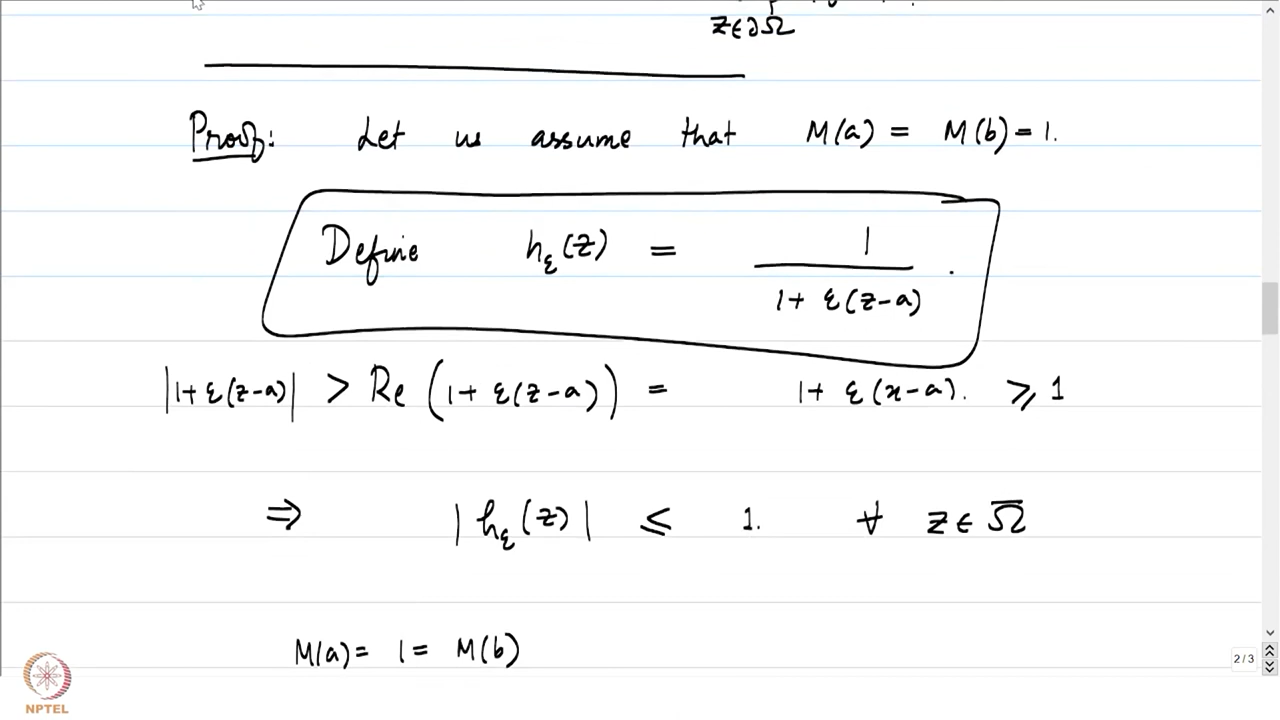 z∈∂Ω
Proof: Let us assume that M(a) = M(b) = 1.
Define h_ε(z) = 1 / (1 + ε(z-a)) .
|1 + ε(z-a)| > Re (1 + ε(z-a)) = 1 + ε(x-a). ⩾ 1
⇒ |h_ε(z)| ≤ 1. ∀ z ∈ Ω̅
M(a) = 1 = M(b)
2/3
NPTEL